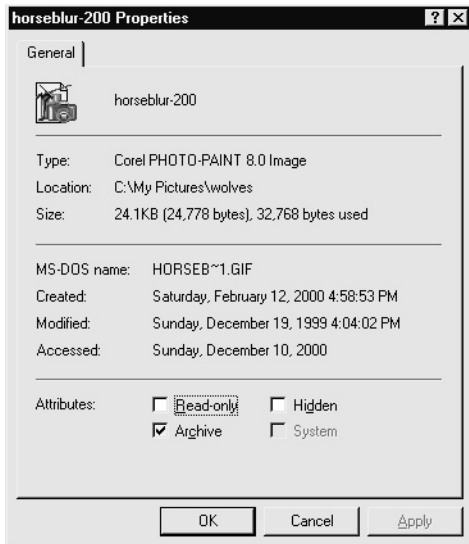 horseblur-200 Properties
General
horseblur-200
Type: Corel PHOTO-PAINT 8.0 Image
Location: C:\My Pictures\wolves
Size: 24.1KB (24,778 bytes), 32,768 bytes used
MS-DOS name: HORSEB~1.GIF
Created: Saturday, February 12, 2000 4:58:53 PM
Modified: Sunday, December 19, 1999 4:04:02 PM
Accessed: Sunday, December 10, 2000
Attributes: Read-only Hidden
Archive System
OK Cancel Apply